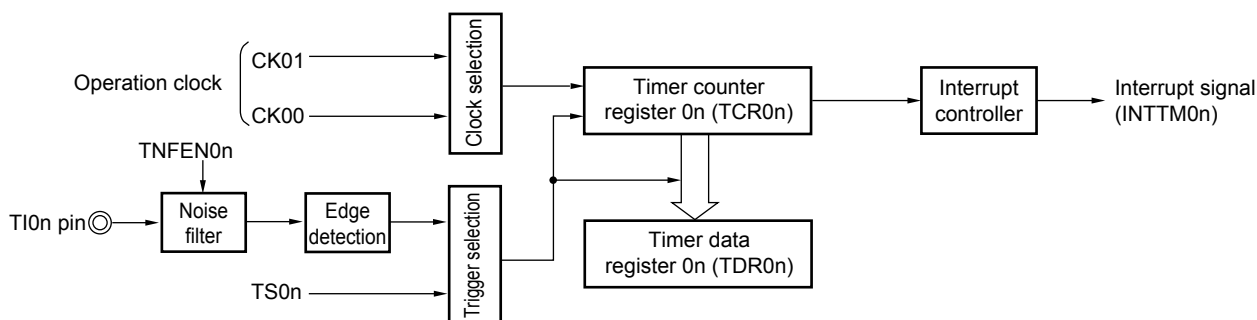 Operation clock
CK01
CK00
Clock selection
Timer counter
register 0n (TCR0n)
Interrupt
controller
Interrupt signal
(INTTM0n)
TNFEN0n
TI0n pin
Noise
filter
Edge
detection
TS0n
Trigger selection
Timer data
register 0n (TDR0n)